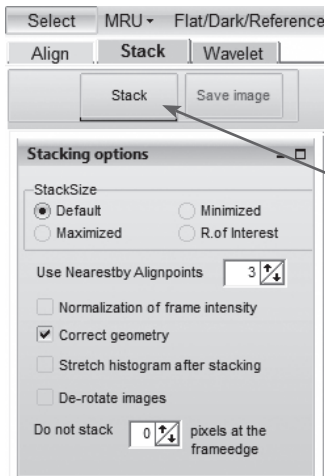 Select MRU Flat/Dark/Reference
Align Stack Wavelet
Stack Save image
Stacking options
StackSize
Default Minimized
Maximized R.of Interest
Use Nearestby Alignpoints 3
Normalization of frame intensity
Correct geometry
Stretch histogram after stacking
De-rotate images
Do not stack 0 pixels at the
frameedge